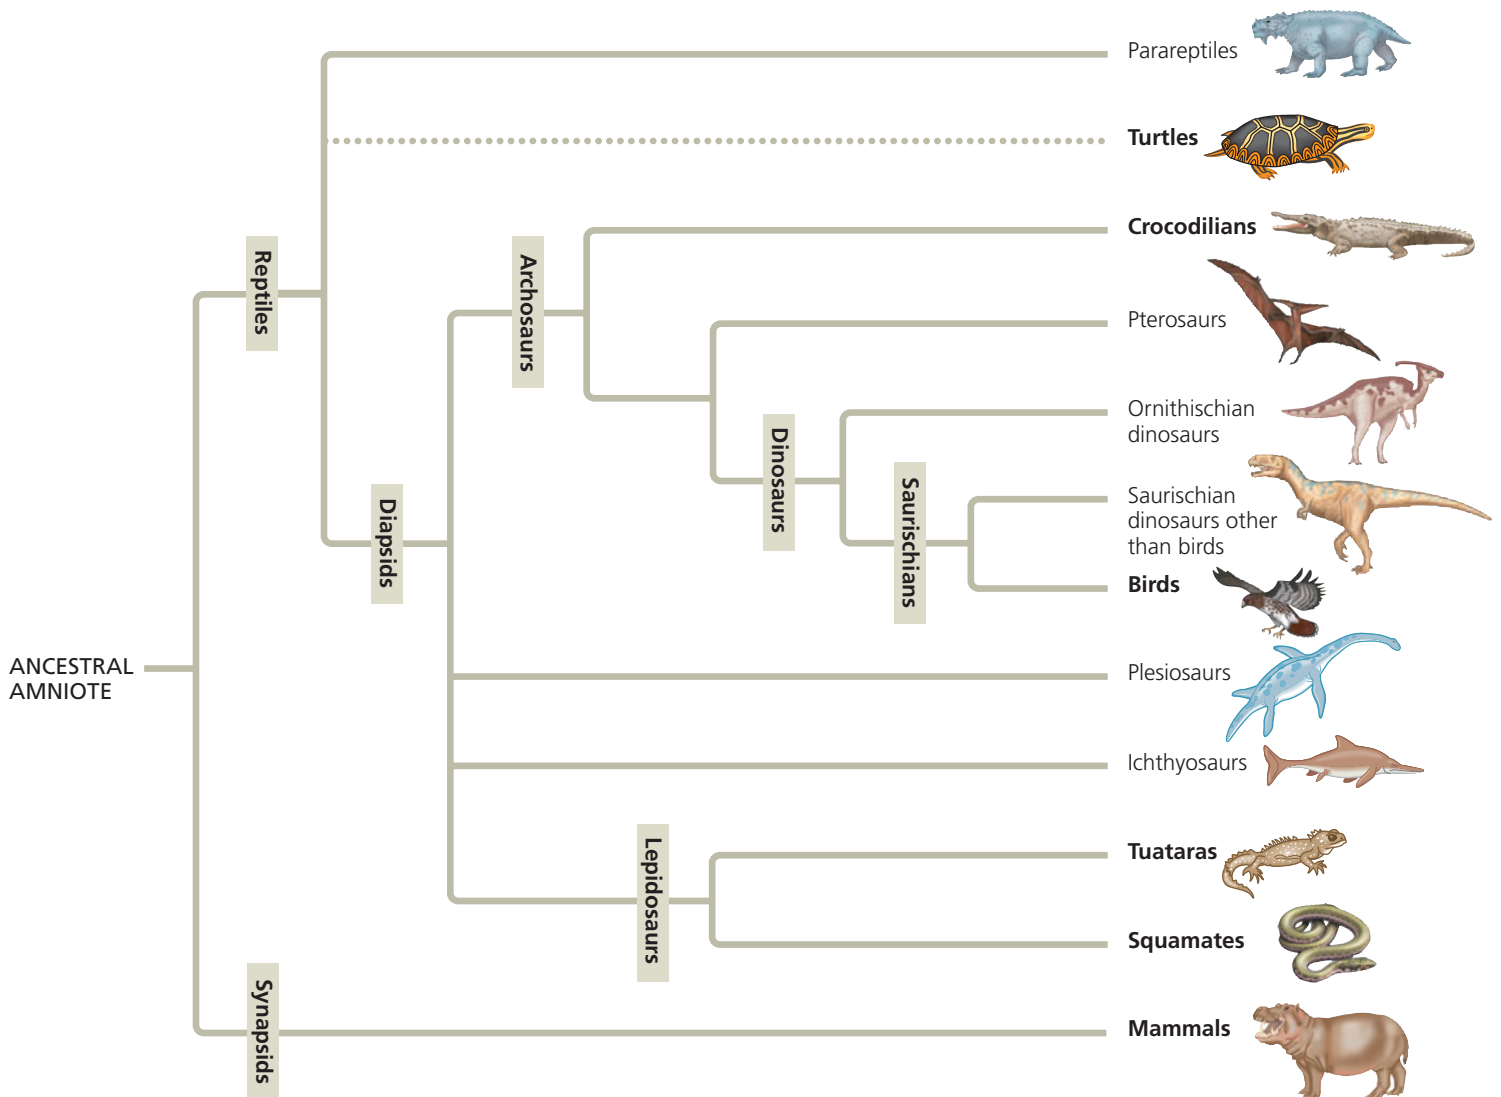 Parareptiles
Turtles
Crocodilians
Pterosaurs
Ornithischian
dinosaurs
Saurischian
dinosaurs other
than birds
Birds
Plesiosaurs
Ichthyosaurs
Tuataras
Squamates
Mammals
Reptiles
Archosaurs
Dinosaurs
Saurischians
Diapsids
ANCESTRAL
AMNIOTE
Lepidosaurs
Synapsids